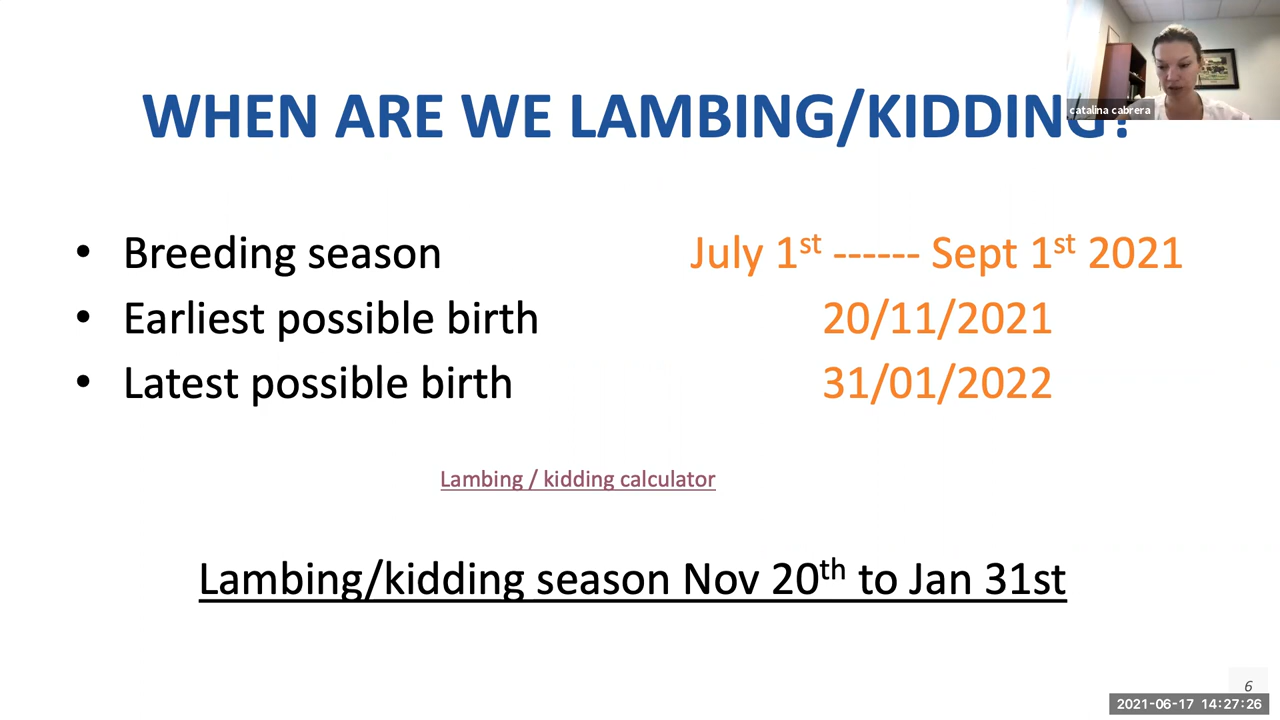 WHEN ARE WE LAMBING/KIDDING?
catalina cabrera
• Breeding season July 1st ------ Sept 1st 2021
• Earliest possible birth 20/11/2021
• Latest possible birth 31/01/2022
Lambing / kidding calculator
Lambing/kidding season Nov 20th to Jan 31st
6
2021-06-17 14:27:26